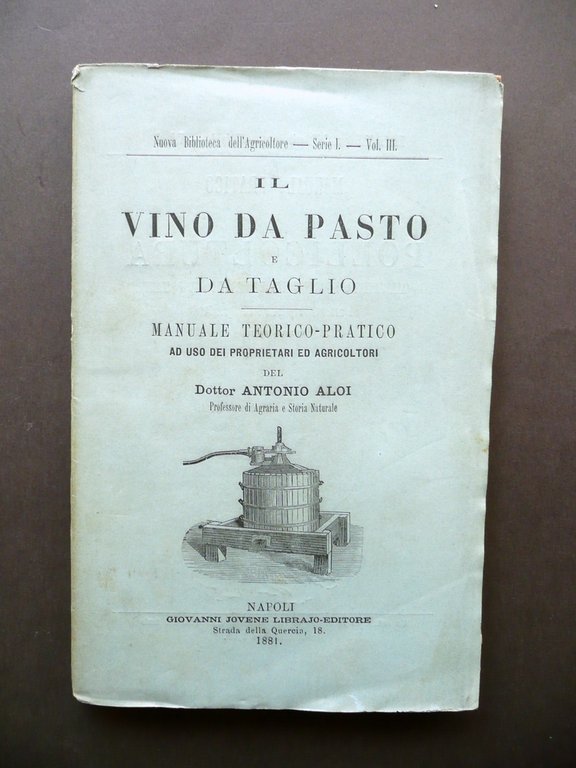 Nuova Biblioteca dell'Agricoltore — Serie I. — Vol. III.
IL
VINO DA PASTO
E
DA TAGLIO
MANUALE TEORICO-PRATICO
AD USO DEI PROPRIETARI ED AGRICOLTORI
DEL
Dottor ANTONIO ALOI
Professore di Agraria e Storia Naturale
NAPOLI
GIOVANNI JOVENE LIBRAJO-EDITORE
Strada della Quercia, 18.
1881.